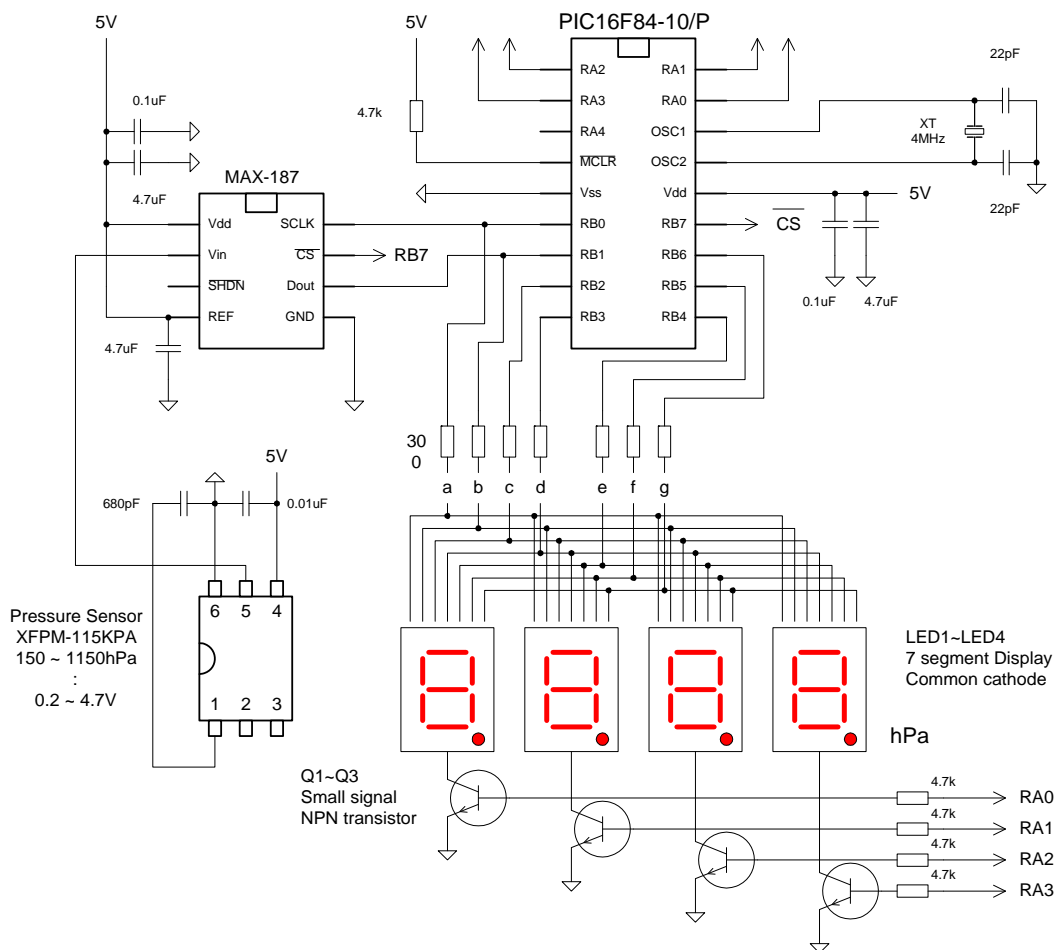 PIC16F84-10/P
5V
5V
22pF
0.1uF
4.7k
RA2
RA3
RA4
MCLR
Vss
RB0
RB1
RB2
RB3
RA1
RA0
OSC1
OSC2
Vdd
RB7
RB6
RB5
RB4
XT
4MHz
22pF
5V
CS
0.1uF
4.7uF
4.7uF
MAX-187
Vdd
Vin
SHDN
REF
SCLK
CS
Dout
GND
RB7
4.7uF
30
0
a b c d e f g
5V
680pF
0.01uF
6 5 4
1 2 3
Pressure Sensor
XFPM-115KPA
150 ~ 1150hPa
:
0.2 ~ 4.7V
8 8 8 8
LED1~LED4
7 segment Display
Common cathode
hPa
Q1~Q3
Small signal
NPN transistor
4.7k
RA0
4.7k
RA1
4.7k
RA2
4.7k
RA3